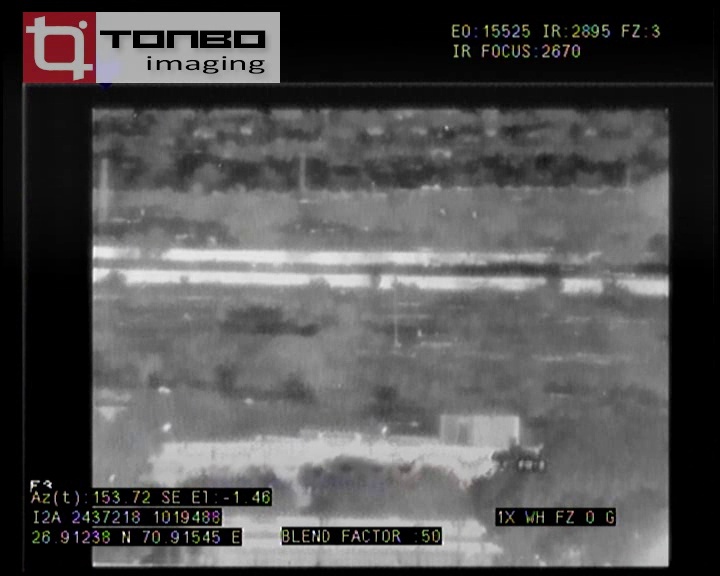 TONBO
imaging
EO:15525 IR:2895 FZ:3
IR FOCUS:2670
Az(t):153.72 SE El:-1.46
I2A 2437218 1019488
26.91238 N 70.91545 E
BLEND FACTOR :50
1X WH FZ 0 G